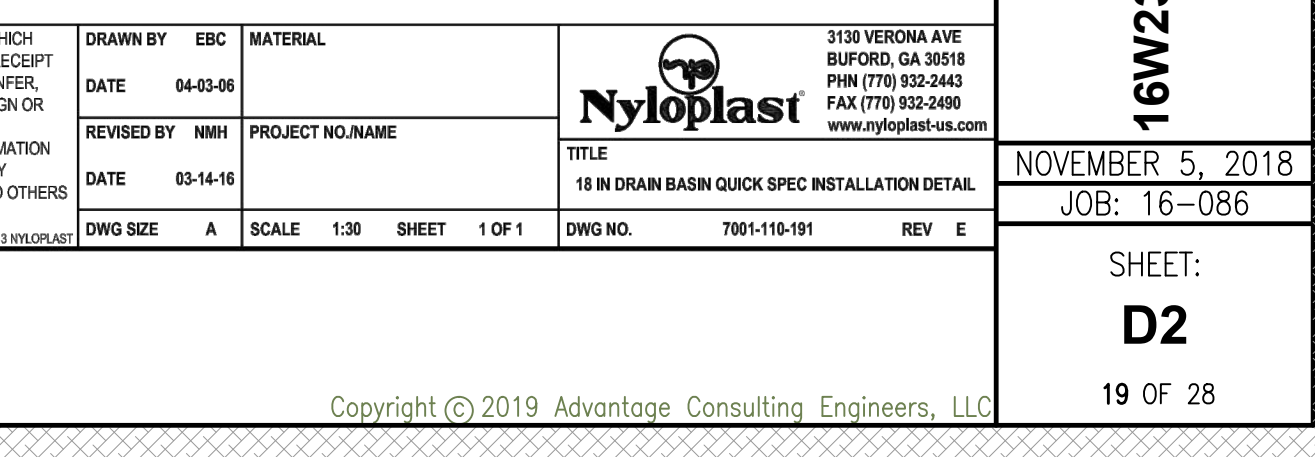 HICH
ECEIPT
NFER,
GN OR
MATION
Y
O OTHERS
3 NYLOPLAST
DRAWN BY EBC
DATE 04-03-06
REVISED BY NMH
DATE 03-14-16
DWG SIZE A
MATERIAL
PROJECT NO./NAME
SCALE 1:30 SHEET 1 OF 1
Nyloplast®
3130 VERONA AVE
BUFORD, GA 30518
PHN (770) 932-2443
FAX (770) 932-2490
www.nyloplast-us.com
TITLE
18 IN DRAIN BASIN QUICK SPEC INSTALLATION DETAIL
DWG NO. 7001-110-191 REV E
16W23
NOVEMBER 5, 2018
JOB: 16-086
SHEET:
D2
19 OF 28
Copyright © 2019 Advantage Consulting Engineers, LLC